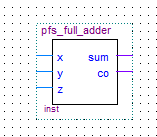 pfs_full_adder
x sum
y co
z
inst